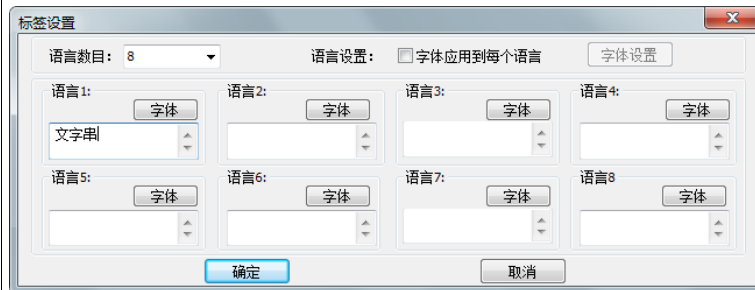 标签设置
语言数目： 8 语言设置： 字体应用到每个语言 字体设置
语言1: 语言2: 语言3: 语言4:
字体 字体 字体 字体
文字串
语言5: 语言6: 语言7: 语言8
字体 字体 字体 字体
确定 取消